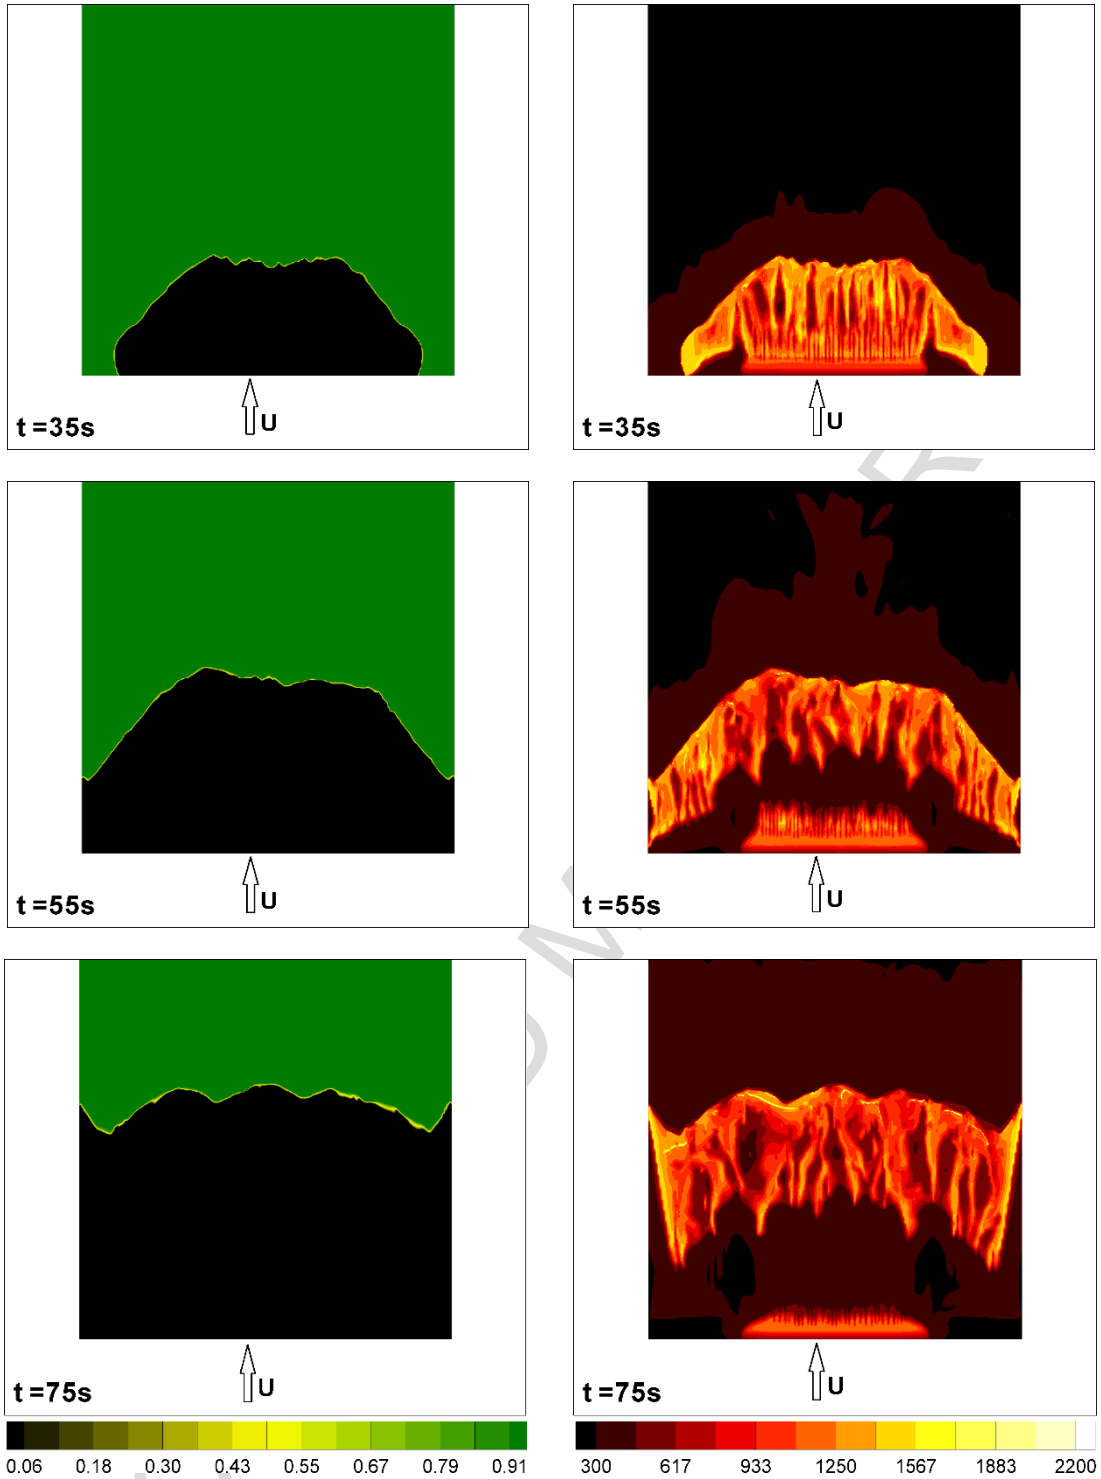 U
t =35s
U
t =35s
U
t =55s
U
t =55s
U
t =75s
U
t =75s
0.06 0.18 0.30 0.43 0.55 0.67 0.79 0.91
300 617 933 1250 1567 1883 2200